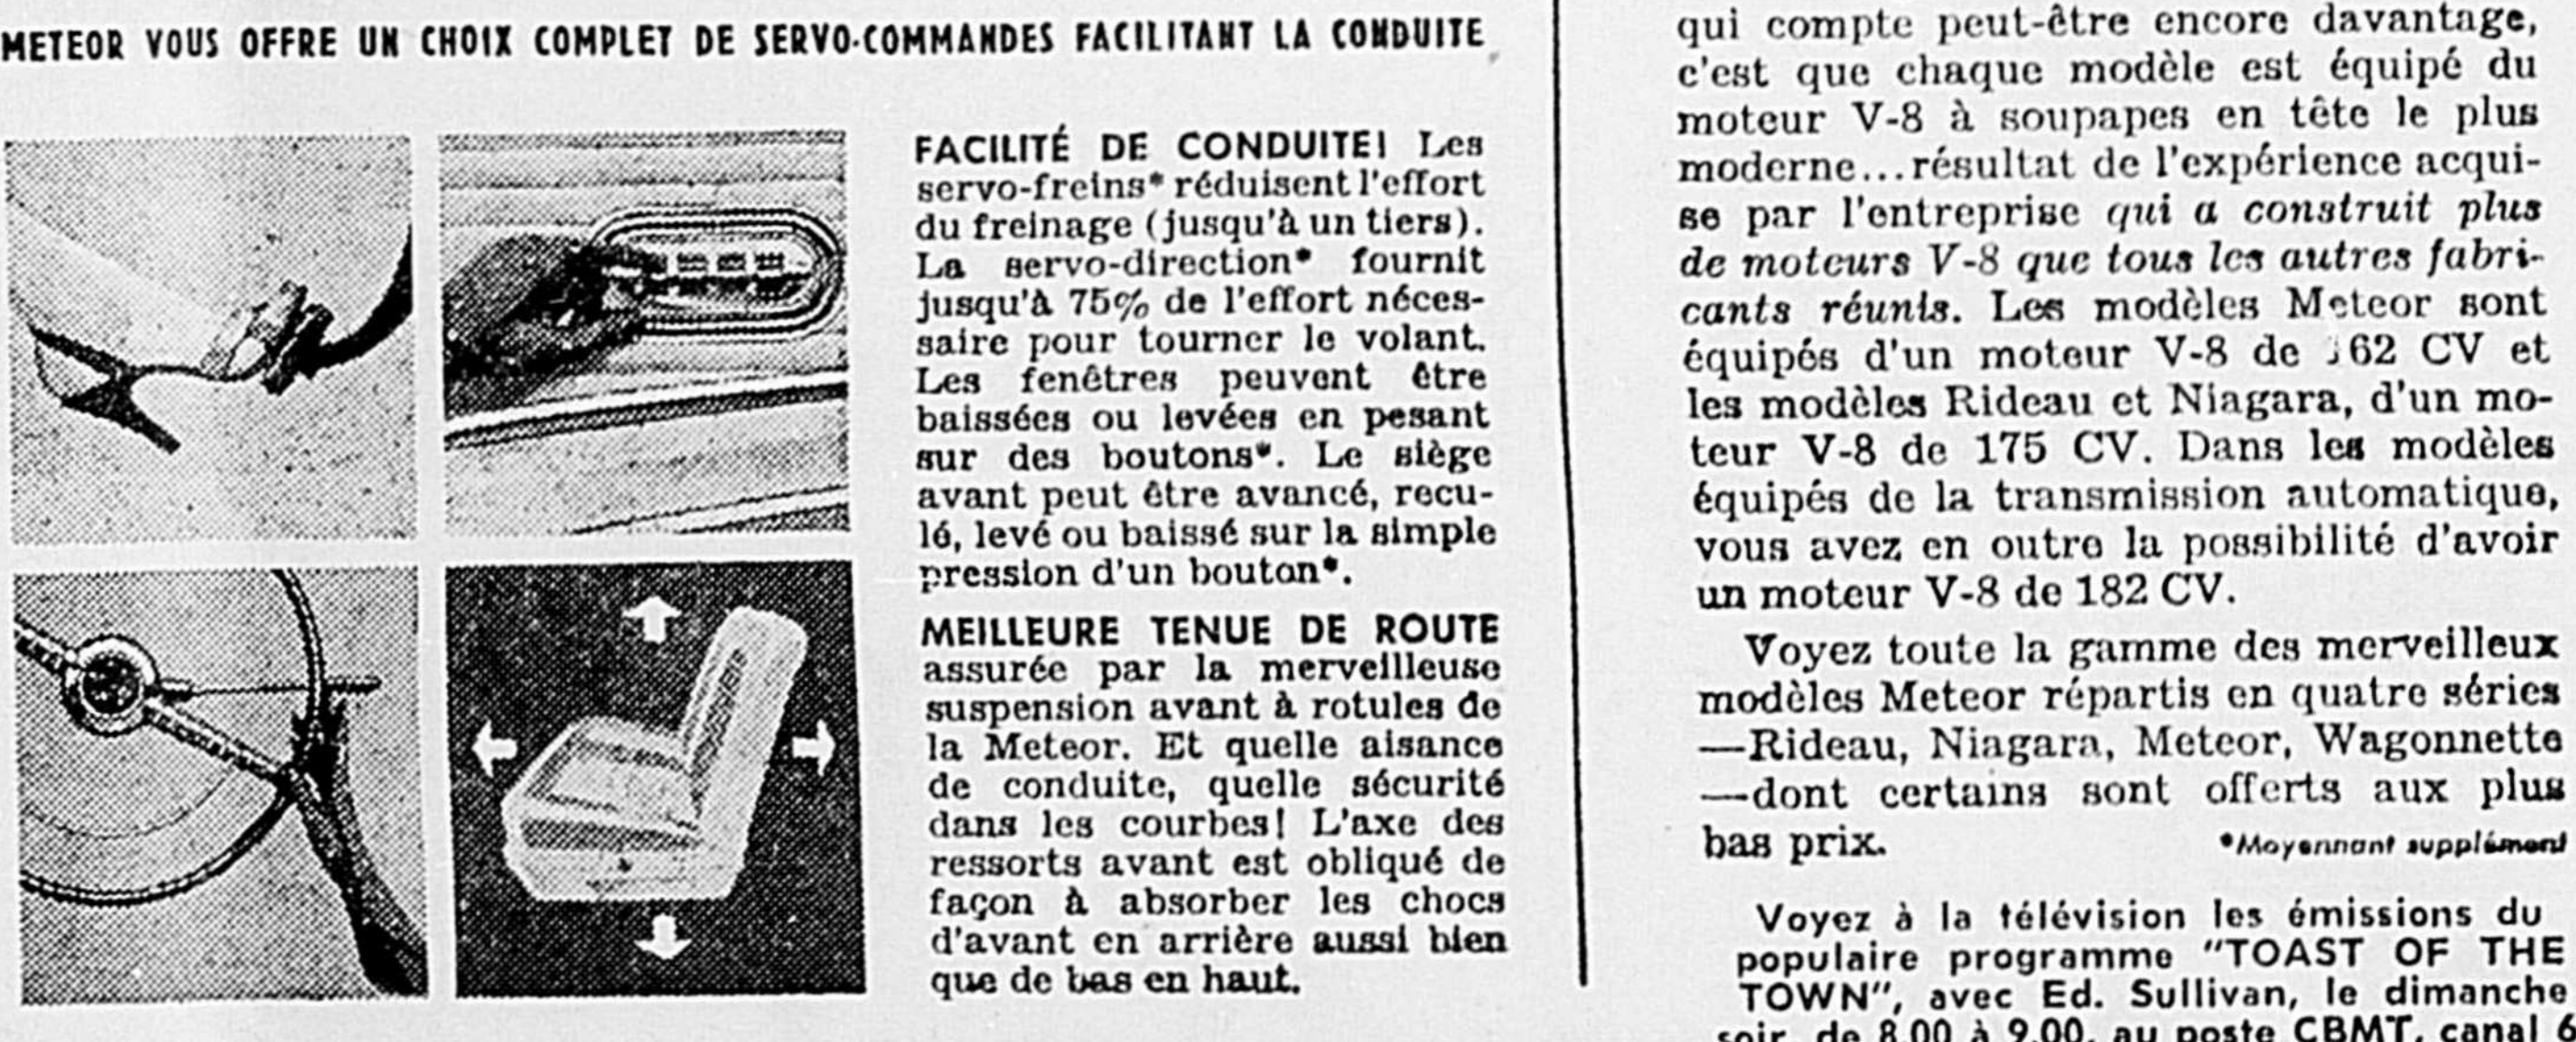 METEOR VOUS OFFRE UN CHOIX COMPLET DE SERVO-COMMANDES FACILITANT LA CONDUITE
FACILITÉ DE CONDUITE! Les
servo-freins* réduisent l'effort
du freinage (jusqu'à un tiers).
La servo-direction* fournit
jusqu'à 75% de l'effort néces-
saire pour tourner le volant.
Les fenêtres peuvent être
baissées ou levées en pesant
sur des boutons*. Le siège
avant peut être avancé, recu-
lé, levé ou baissé sur la simple
pression d'un bouton*.
MEILLEURE TENUE DE ROUTE
assurée par la merveilleuse
suspension avant à rotules de
la Meteor. Et quelle aisance
de conduite, quelle sécurité
dans les courbes! L'axe des
ressorts avant est obliqué de
façon à absorber les chocs
d'avant en arrière aussi bien
que de bas en haut.
qui compte peut-être encore davantage,
c'est que chaque modèle est équipé du
moteur V-8 à soupapes en tête le plus
moderne...résultat de l'expérience acqui-
se par l'entreprise qui a construit plus
de moteurs V-8 que tous les autres fabri-
cants réunis. Les modèles Meteor sont
équipés d'un moteur V-8 de 162 CV et
les modèles Rideau et Niagara, d'un mo-
teur V-8 de 175 CV. Dans les modèles
équipés de la transmission automatique,
vous avez en outre la possibilité d'avoir
un moteur V-8 de 182 CV.
Voyez toute la gamme des merveilleux
modèles Meteor répartis en quatre séries
—Rideau, Niagara, Meteor, Wagonnette
—dont certains sont offerts aux plus
bas prix. *Moyennant supplément
Voyez à la télévision les émissions du
populaire programme "TOAST OF THE
TOWN", avec Ed. Sullivan, le dimanche
soir, de 8.00 à 9.00, au poste CBMT, canal 6